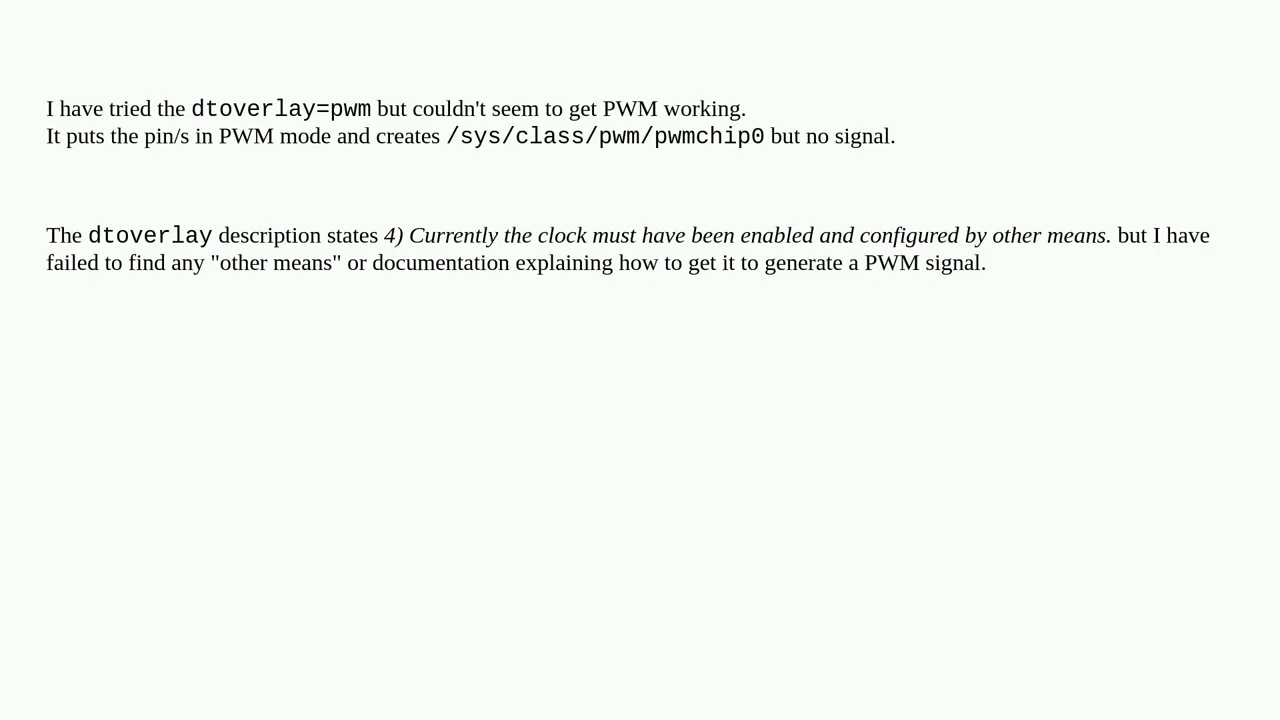 I have tried the dtoverlay=pwm but couldn't seem to get PWM working.
It puts the pin/s in PWM mode and creates /sys/class/pwm/pwmchip0 but no signal.
The dtoverlay description states 4) Currently the clock must have been enabled and configured by other means. but I have
failed to find any "other means" or documentation explaining how to get it to generate a PWM signal.